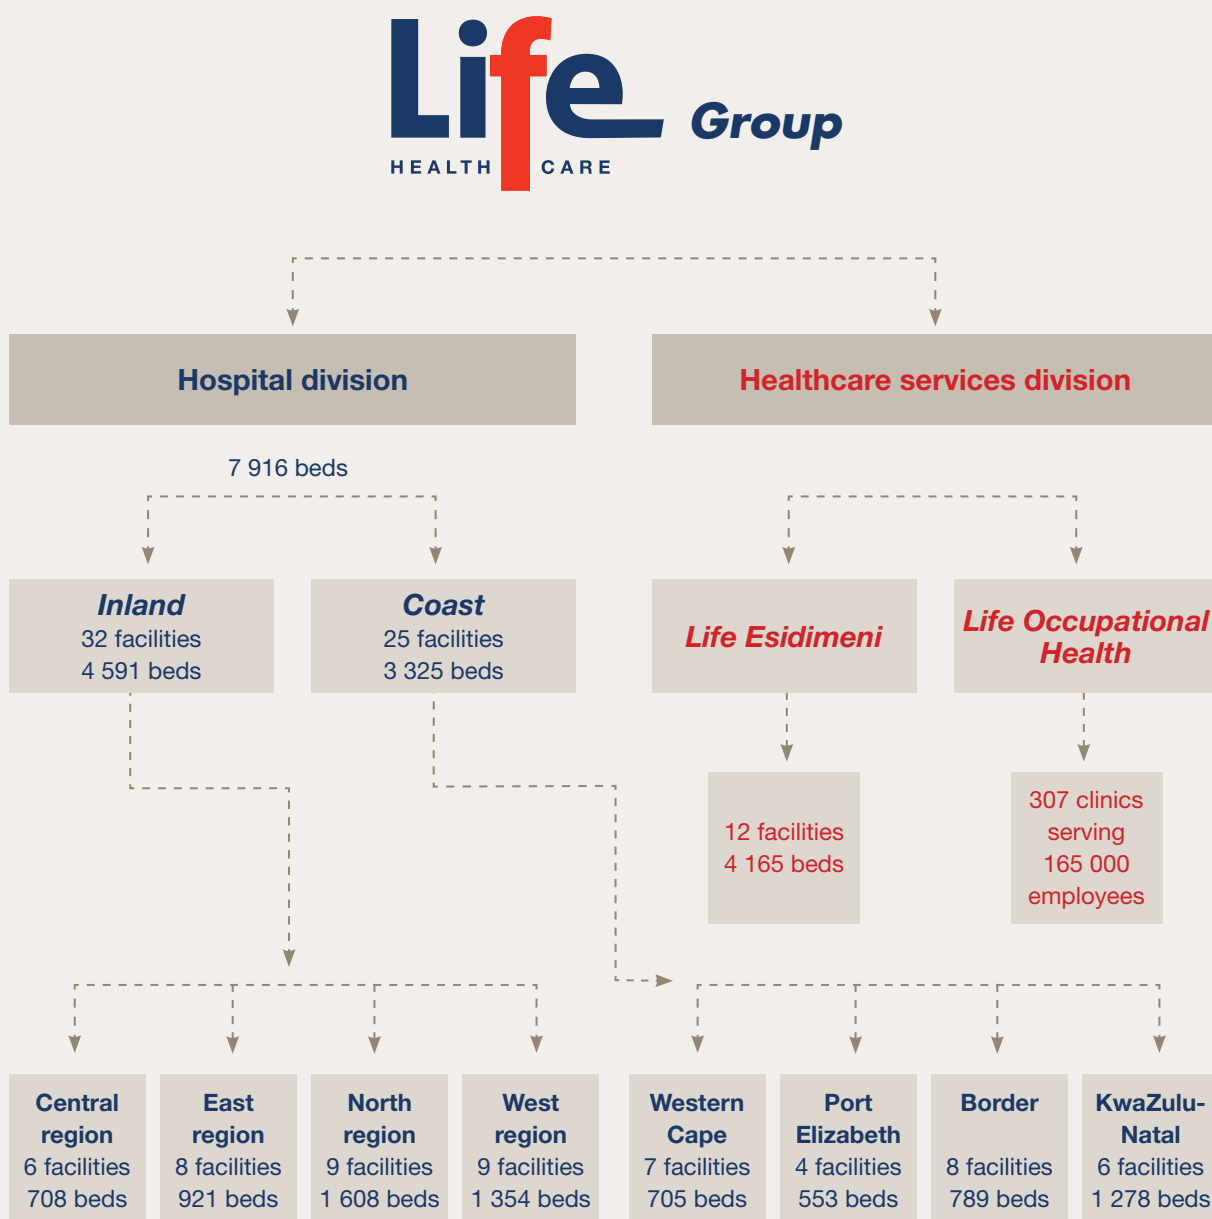 Life Group
HEALTH CARE
Hospital division
Healthcare services division
7 916 beds
Inland
32 facilities
4 591 beds
Coast
25 facilities
3 325 beds
Life Esidimeni
Life Occupational
Health
12 facilities
4 165 beds
307 clinics
serving
165 000
employees
Central
region
6 facilities
708 beds
East
region
8 facilities
921 beds
North
region
9 facilities
1 608 beds
West
region
9 facilities
1 354 beds
Western
Cape
7 facilities
705 beds
Port
Elizabeth
4 facilities
553 beds
Border
8 facilities
789 beds
KwaZulu-
Natal
6 facilities
1 278 beds